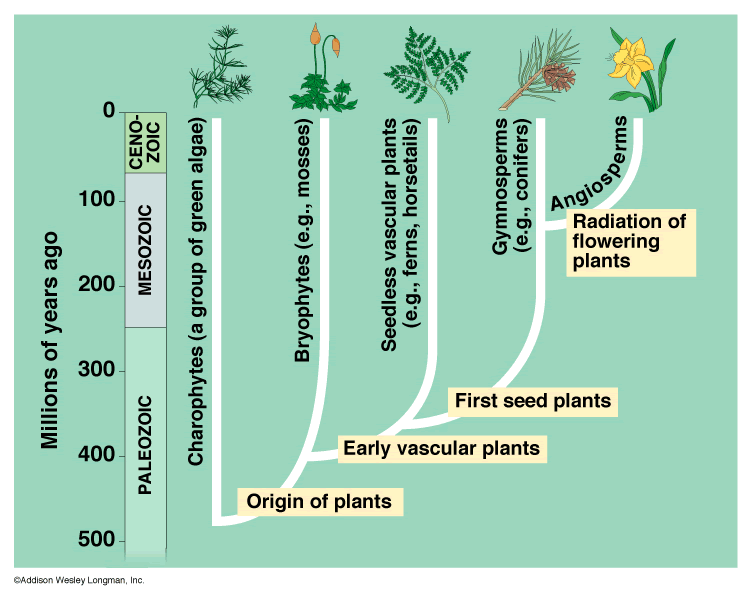 0
100
200
300
400
500
Millions of years ago
CENO-
ZOIC
MESOZOIC
PALEOZOIC
Charophytes (a group of green algae)
Bryophytes (e.g., mosses)
Seedless vascular plants
(e.g., ferns, horsetails)
Gymnosperms
(e.g., conifers)
Angiosperms
Radiation of
flowering
plants
First seed plants
Early vascular plants
Origin of plants
©Addison Wesley Longman, Inc.